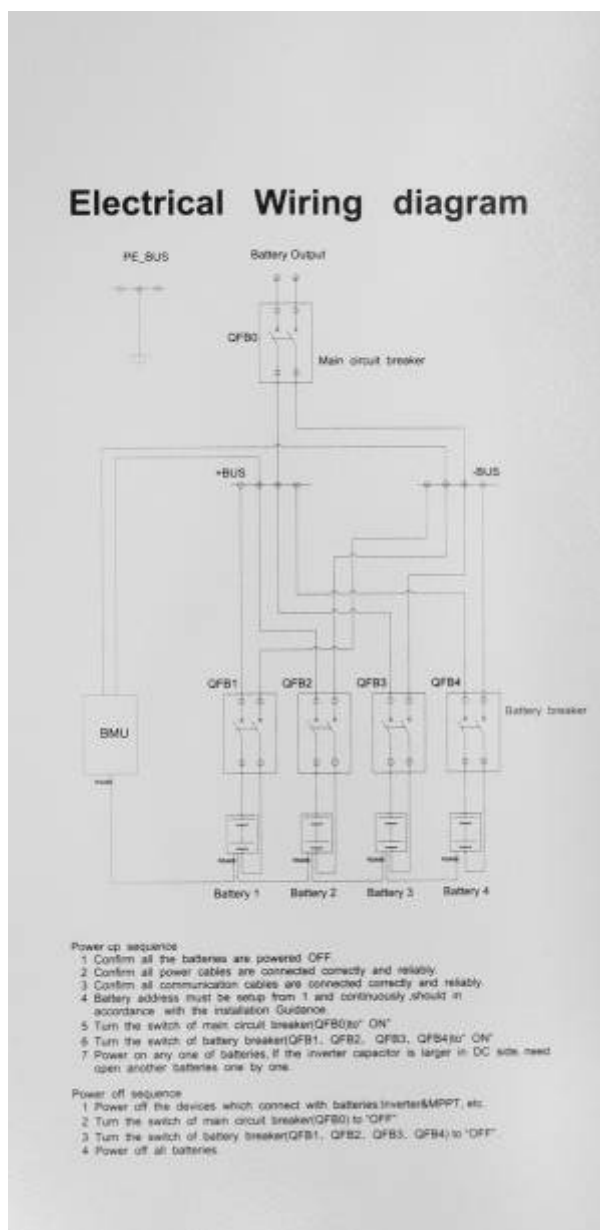 Electrical Wiring diagram
PE_BUS
Battery Output
QFB0
Main circuit breaker
+BUS
-BUS
QFB1
QFB2
QFB3
QFB4
Battery breaker
BMU
Battery 1
Battery 2
Battery 3
Battery 4
Power up sequence
1 Confirm all the batteries are powered OFF.
2 Confirm all power cables are connected correctly and reliably.
3 Confirm all communication cables are connected correctly and reliably.
4 Battery address must be setup from 1 and continuously ,should in
accordance with the installation Guidance.
5 Turn the switch of main circuit breaker(QFB0)to" ON"
6 Turn the switch of battery breaker(QFB1、QFB2、QFB3、QFB4)to" ON"
7 Power on any one of batteries, If the inverter capacitor is larger in DC side, need
open another batteries one by one.
Power off sequence
1 Power off the devices which connect with batteries:Inverter&MPPT, etc.
2 Turn the switch of main circuit breaker(QFB0) to "OFF"
3 Turn the switch of battery breaker(QFB1、QFB2、QFB3、QFB4) to "OFF"
4 Power off all batteries.